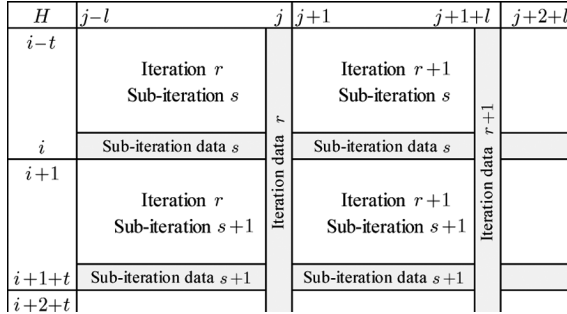 H j−l j j+1 j+1+l j+2+l
i−t
Iteration r Iteration r+1
Sub-iteration s Sub-iteration s
i Sub-iteration data s Sub-iteration data s
Iteration data r
Iteration data r+1
i+1
Iteration r Iteration r+1
Sub-iteration s+1 Sub-iteration s+1
i+1+t Sub-iteration data s+1 Sub-iteration data s+1
i+2+t